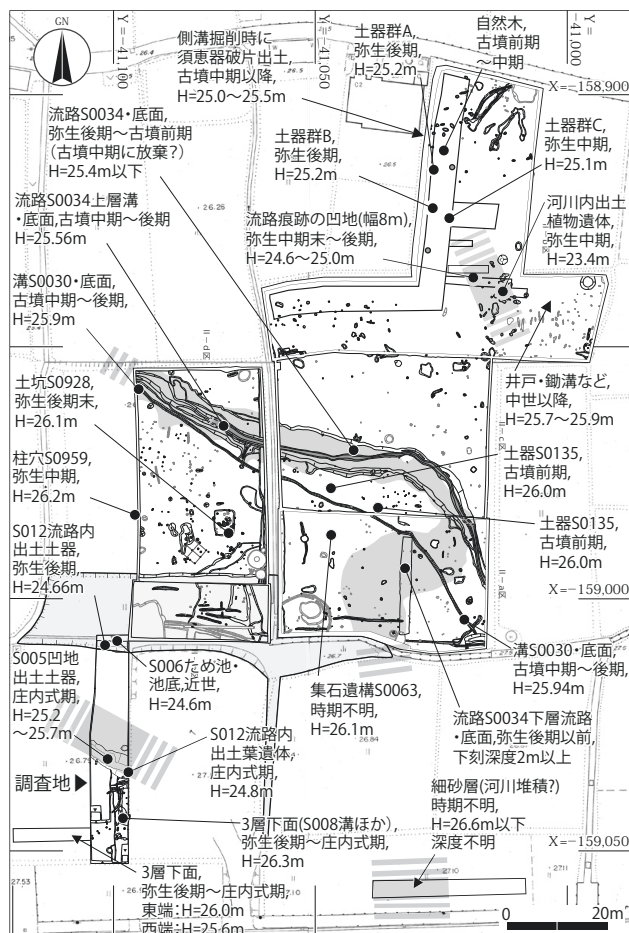 GN
Y=-41,100
Y=-41,050
Y=-41,000
X=-158,900
側溝掘削時に
須恵器破片出土,
古墳中期以降,
H=25.0～25.5m
土器群A,
弥生後期,
H=25.2m
自然木,
古墳前期
～中期
流路S0034・底面,
弥生後期～古墳前期
(古墳中期に放棄?)
H=25.4m以下
土器群B,
弥生後期,
H=25.2m
土器群C,
弥生中期,
H=25.1m
流路S0034上層溝
・底面,古墳中期～後期
H=25.56m
26.26
流路痕跡の凹地(幅8m),
弥生中期末～後期,
H=24.6～25.0m
河川内出土
植物遺体,
弥生中期,
H=23.4m
溝S0030・底面,
古墳中期～後期,
H=25.9m
土坑S0928,
弥生後期末,
H=26.1m
井戸・鋤溝など,
中世以降,
H=25.7～25.9m
柱穴S0959,
弥生中期,
H=26.2m
土器S0135,
古墳前期,
H=26.0m
S012流路内
出土土器,
弥生後期,
H=24.66m
土器S0135,
古墳前期,
H=26.0m
X=-159,000
S005凹地
出土土器,
庄内式期,
H=25.2
～25.7m
S006ため池・
池底,近世,
H=24.6m
26.7
集石遺構S0063,
時期不明,
H=26.1m
溝S0030・底面,
古墳中期～後期,
H=25.94m
流路S0034下層流路
・底面,弥生後期以前,
下刻深度2m以上
S012流路内
出土葉遺体,
庄内式期,
H=24.8m
26.84
調査地
細砂層(河川堆積?)
時期不明,
H=26.6m以下
深度不明
3層下面(S008溝ほか),
弥生後期～庄内式期,
H=26.3m
X=-159,050
3層下面,
弥生後期～庄内式期,
東端:H=26.0m
西端:H=25.6m
27.53
27.10
27.11
0 20m